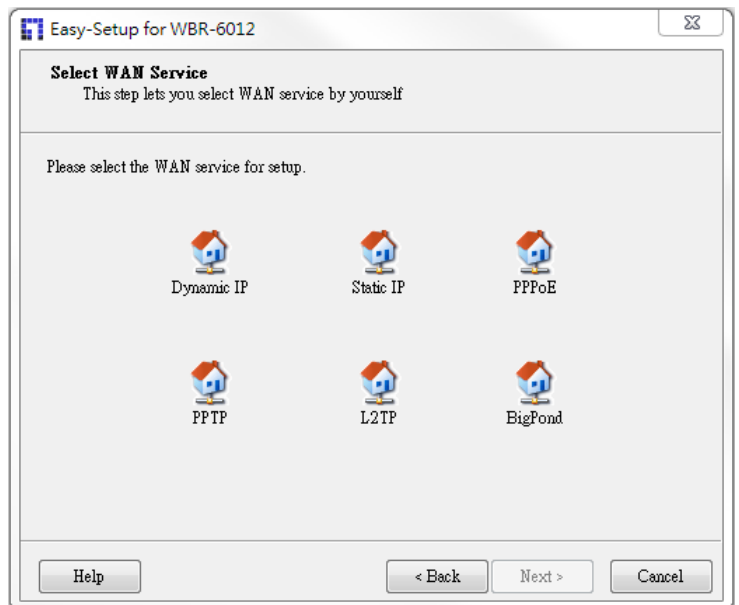 Easy-Setup for WBR-6012
Select WAN Service
This step lets you select WAN service by yourself
Please select the WAN service for setup.
Dynamic IP Static IP PPPoE
PPTP L2TP BigPond
Help < Back Next > Cancel